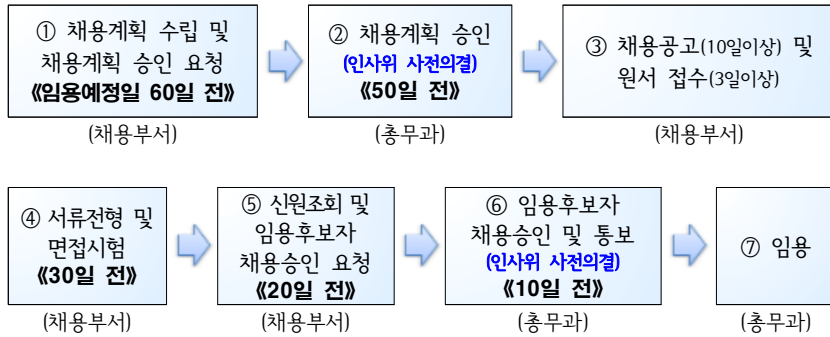 ① 채용계획 수립 및
채용계획 승인 요청
《임용예정일 60일 전》
(채용부서)
② 채용계획 승인
(인사위 사전의결)
《50일 전》
(총무과)
③ 채용공고(10일이상) 및
원서 접수(3일이상)
(채용부서)
④ 서류전형 및
면접시험
《30일 전》
(채용부서)
⑤ 신원조회 및
임용후보자
채용승인 요청
《20일 전》
(채용부서)
⑥ 임용후보자
채용승인 및 통보
(인사위 사전의결)
《10일 전》
(총무과)
⑦ 임용
(총무과)